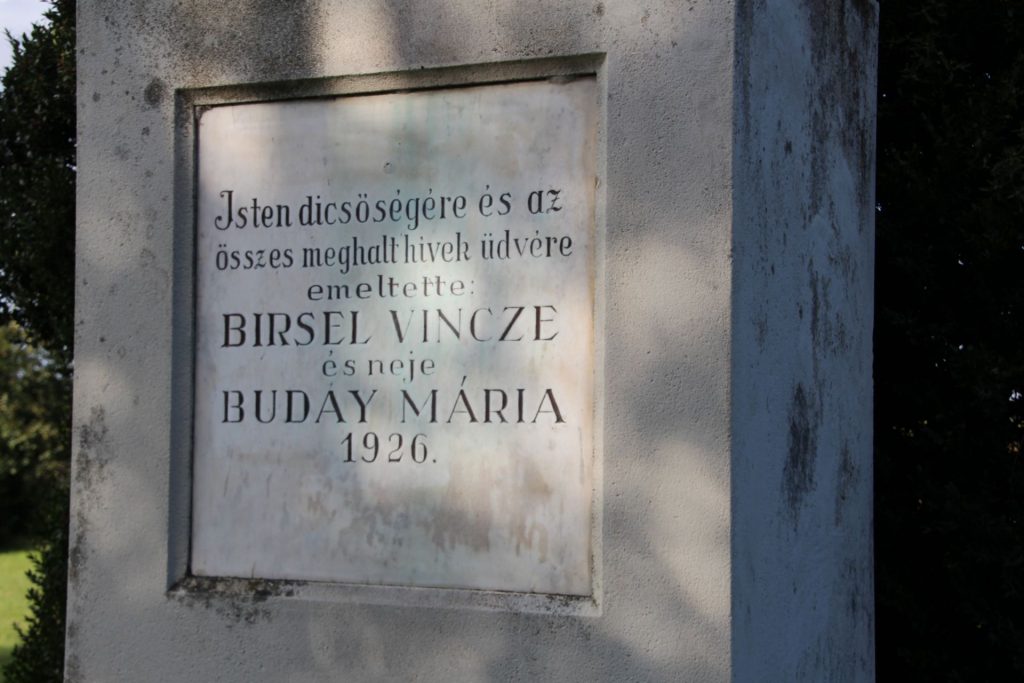 Isten dicsöségére és az
összes meghalt hivek üdvére
emeltette:
BIRSEL VINCZE
és neje
BUDAY MÁRIA
1926.